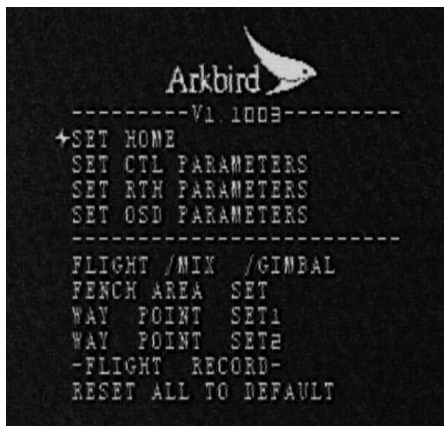 Arkbird
---------V1.1003---------
SET HOME
SET CTL PARAMETERS
SET RTH PARAMETERS
SET OSD PARAMETERS
--------------------------
FLIGHT /MIX /GIMBAL
FENCH AREA SET
WAY POINT SET1
WAY POINT SET2
-FLIGHT RECORD-
RESET ALL TO DEFAULT